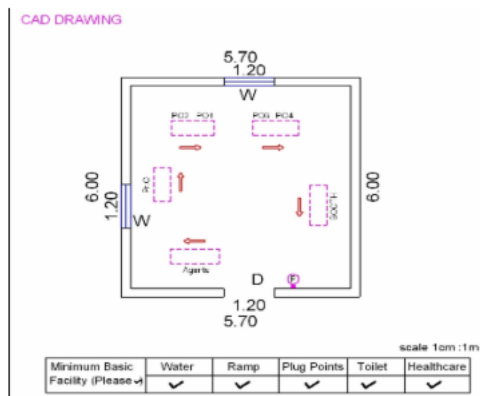 CAD DRAWING
5.70
1.20
W
PO2 PO1
PO3 PO4
6.00
1.20
W
6.00
BOOTH
Agents
D
P
1.20
5.70
scale 1cm :1m
Minimum Basic Facility (Please ✓) Water Ramp Plug Points Toilet Healthcare
✓ ✓ ✓ ✓ ✓